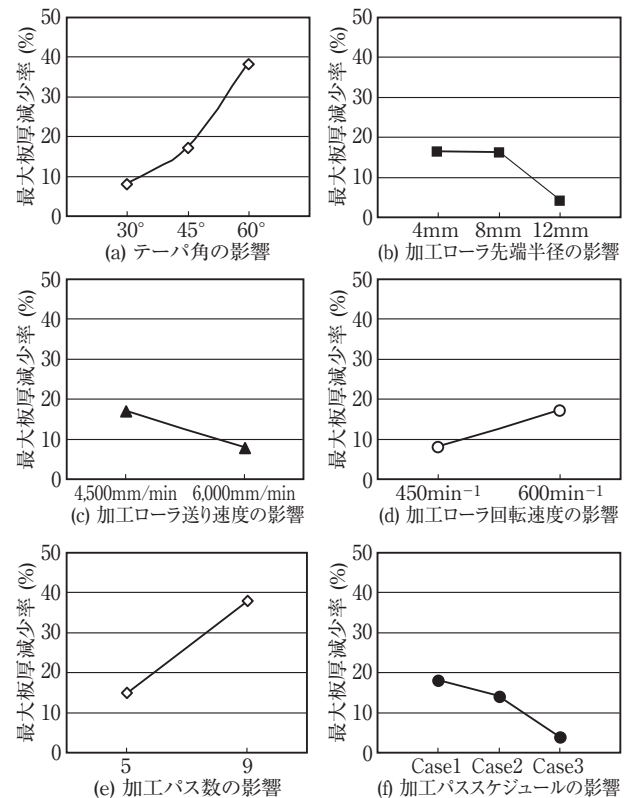 最大板厚減少率 (%)
50
40
30
20
10
0
30° 45° 60°
(a) テーパ角の影響
最大板厚減少率 (%)
50
40
30
20
10
0
4mm 8mm 12mm
(b) 加工ローラ先端半径の影響
最大板厚減少率 (%)
50
40
30
20
10
0
4,500mm/min 6,000mm/min
(c) 加工ローラ送り速度の影響
最大板厚減少率 (%)
50
40
30
20
10
0
450min⁻¹ 600min⁻¹
(d) 加工ローラ回転速度の影響
最大板厚減少率 (%)
50
40
30
20
10
0
5 9
(e) 加工パス数の影響
最大板厚減少率 (%)
50
40
30
20
10
0
Case1 Case2 Case3
(f) 加工パススケジュールの影響